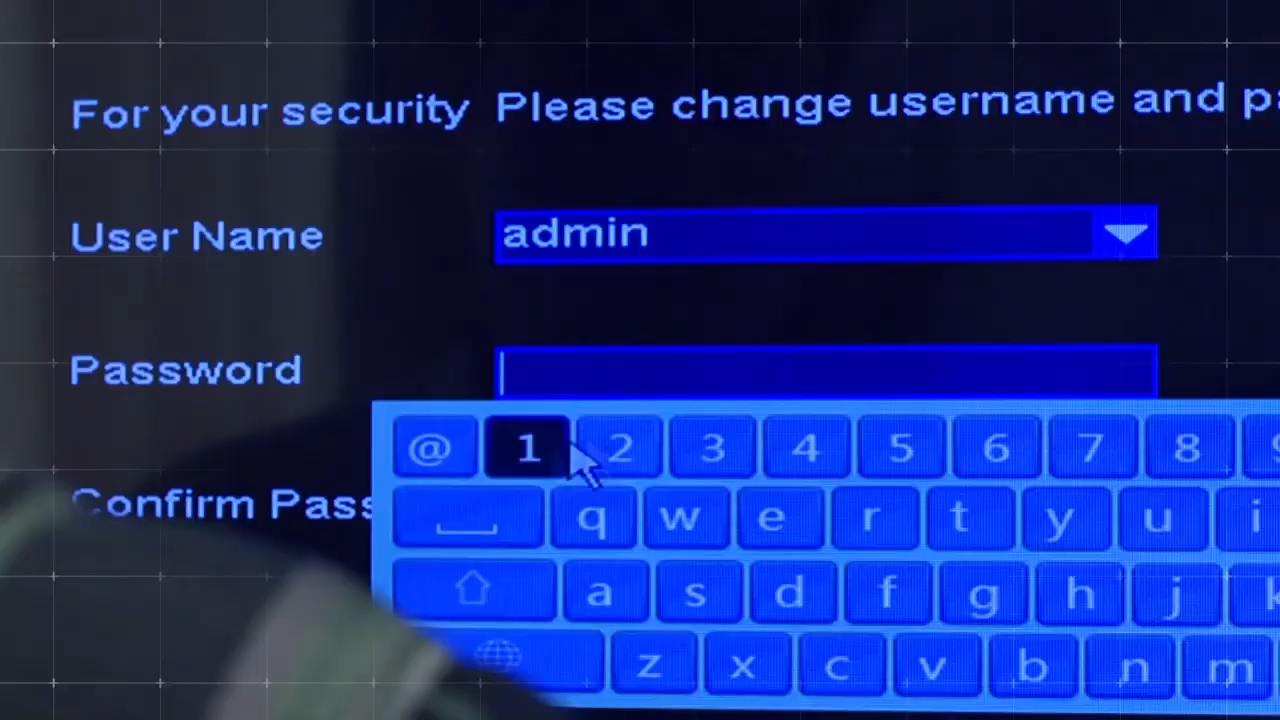 For your security Please change username and
User Name admin
Password
Confirm
@ 1 2 3 4 5 6 7 8
q w e r t y u i
a s d f g h j
z x c v b n m